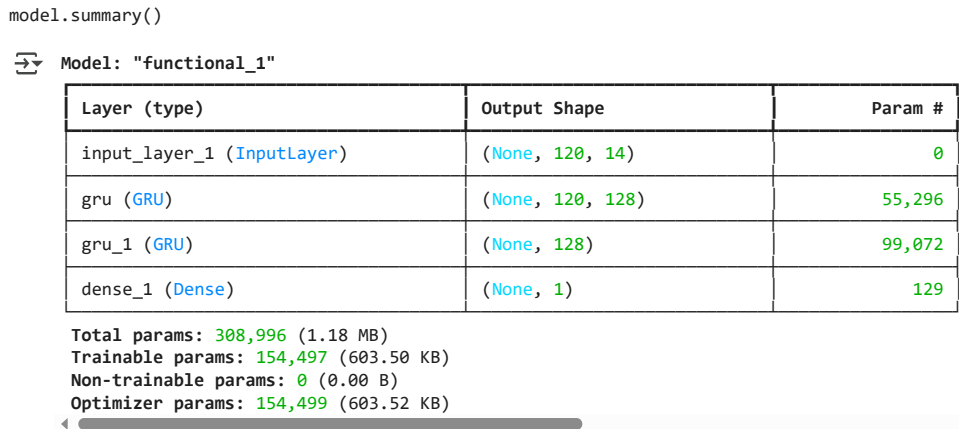 model.summary()
Model: "functional_1"
Layer (type) Output Shape Param #
input_layer_1 (InputLayer) (None, 120, 14) 0
gru (GRU) (None, 120, 128) 55,296
gru_1 (GRU) (None, 128) 99,072
dense_1 (Dense) (None, 1) 129
Total params: 308,996 (1.18 MB)
Trainable params: 154,497 (603.50 KB)
Non-trainable params: 0 (0.00 B)
Optimizer params: 154,499 (603.52 KB)